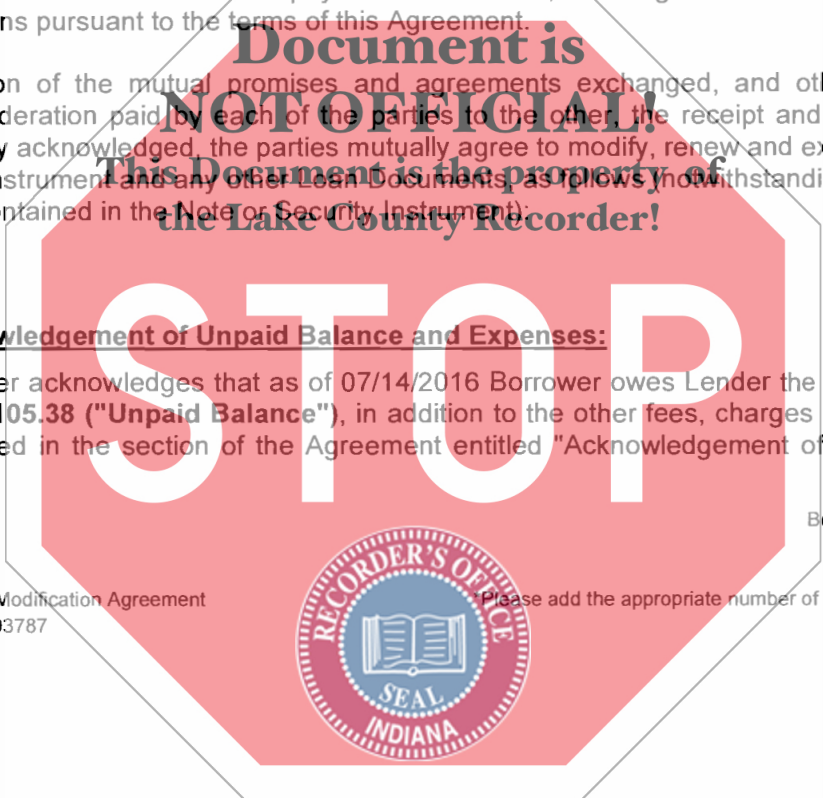 ns pursuant to the terms of this Agreement.
Document is
on of the mutual promises and agreements exchanged, and ot
NOT OFFICIAL!
deration paid by each of the parties to the other, the receipt and
y acknowledged, the parties mutually agree to modify, renew and ex
This Document is the property of
nstrument and any other Loan Documents, as follows (notwithstandi
ntained in the Note or Security Instrument):
the Lake County Recorder!
STOP
wledgement of Unpaid Balance and Expenses:
er acknowledges that as of 07/14/2016 Borrower owes Lender the
105.38 ("Unpaid Balance"), in addition to the other fees, charges
ed in the section of the Agreement entitled "Acknowledgement of
RECORDER'S OFFICE
SEAL
INDIANA
Modification Agreement
*Please add the appropriate number of
3787